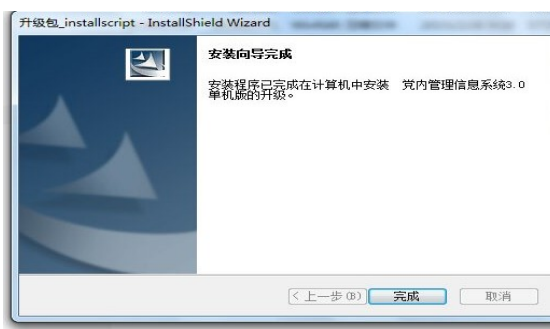 升级包_installscript - InstallShield Wizard
安装向导完成
安装程序已完成在计算机中安装 党内管理信息系统3.0
单机版的升级。
< 上一步(B) 完成 取消